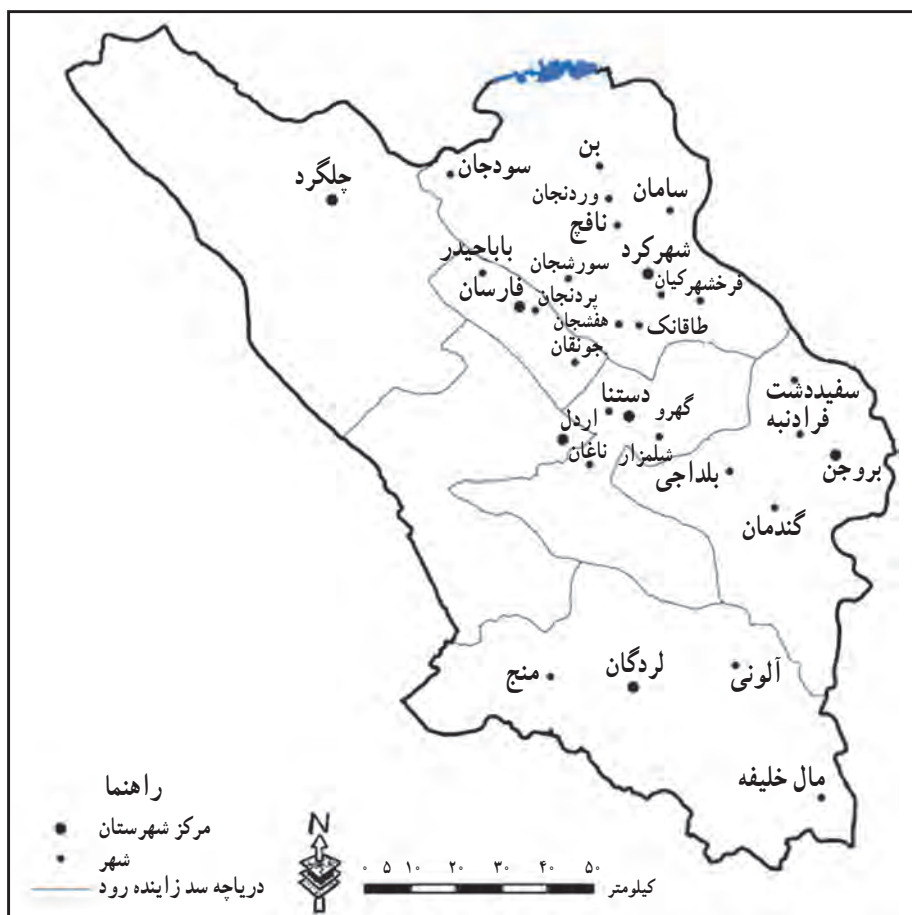 بن
سودجان
چلگرد
وردنجان
سامان
نافچ
باباحیدر
شهرکرد
سورشجان
فرخشهر
کیان
فارسان
پردنجان
هفشجان
طاقانک
جونقان
سفیددشت
دستنا
گهرو
فرادنبه
اردل
ناغان
شلمزار
بروجن
بلداجی
گندمان
آلونی
لردگان
منج
مال خلیفه
راهنما
مرکز شهرستان
شهر
دریاچه سد زاینده رود
N
۰ ۵ ۱۰ ۲۰ ۳۰ ۴۰ ۵۰
کیلومتر